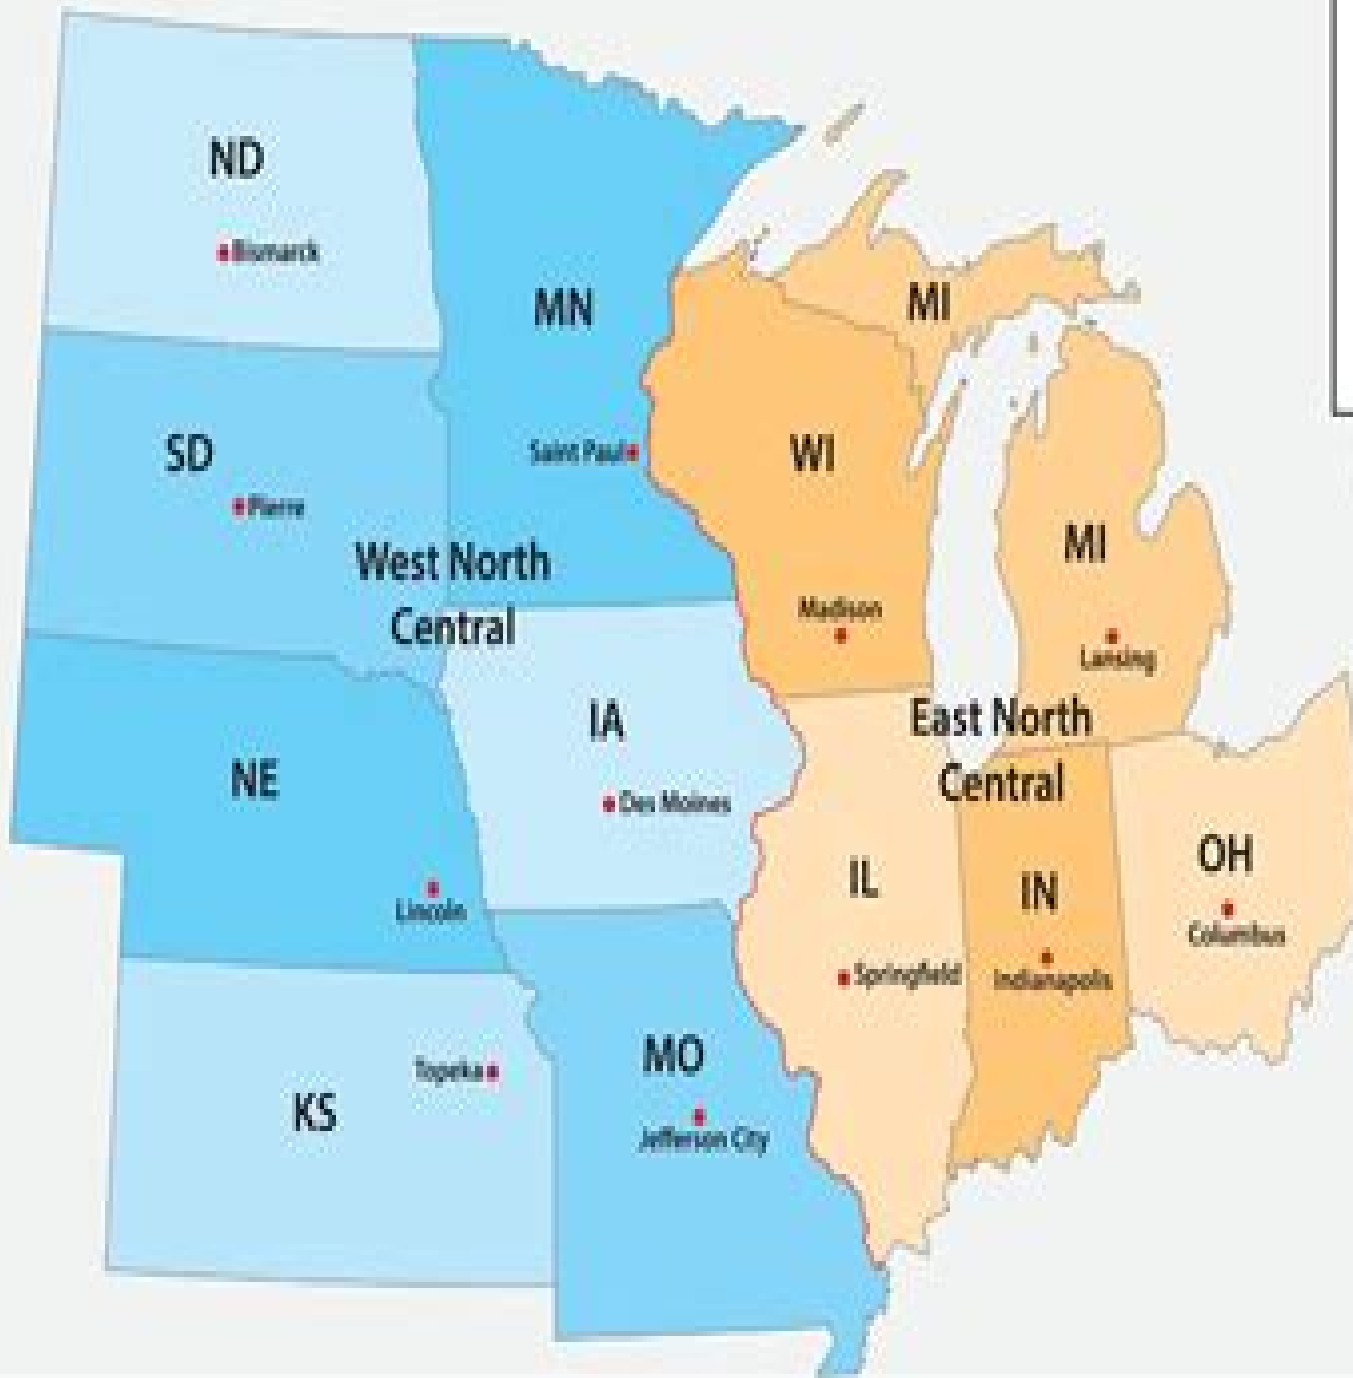 ND
Bismarck
MN
MI
SD
Saint Paul
WI
Pierre
MI
West North
Central
Madison
Lansing
IA
East North
Central
NE
Des Moines
OH
IL
IN
Lincoln
Columbus
Springfield
Indianapolis
MO
Topeka
KS
Jefferson City